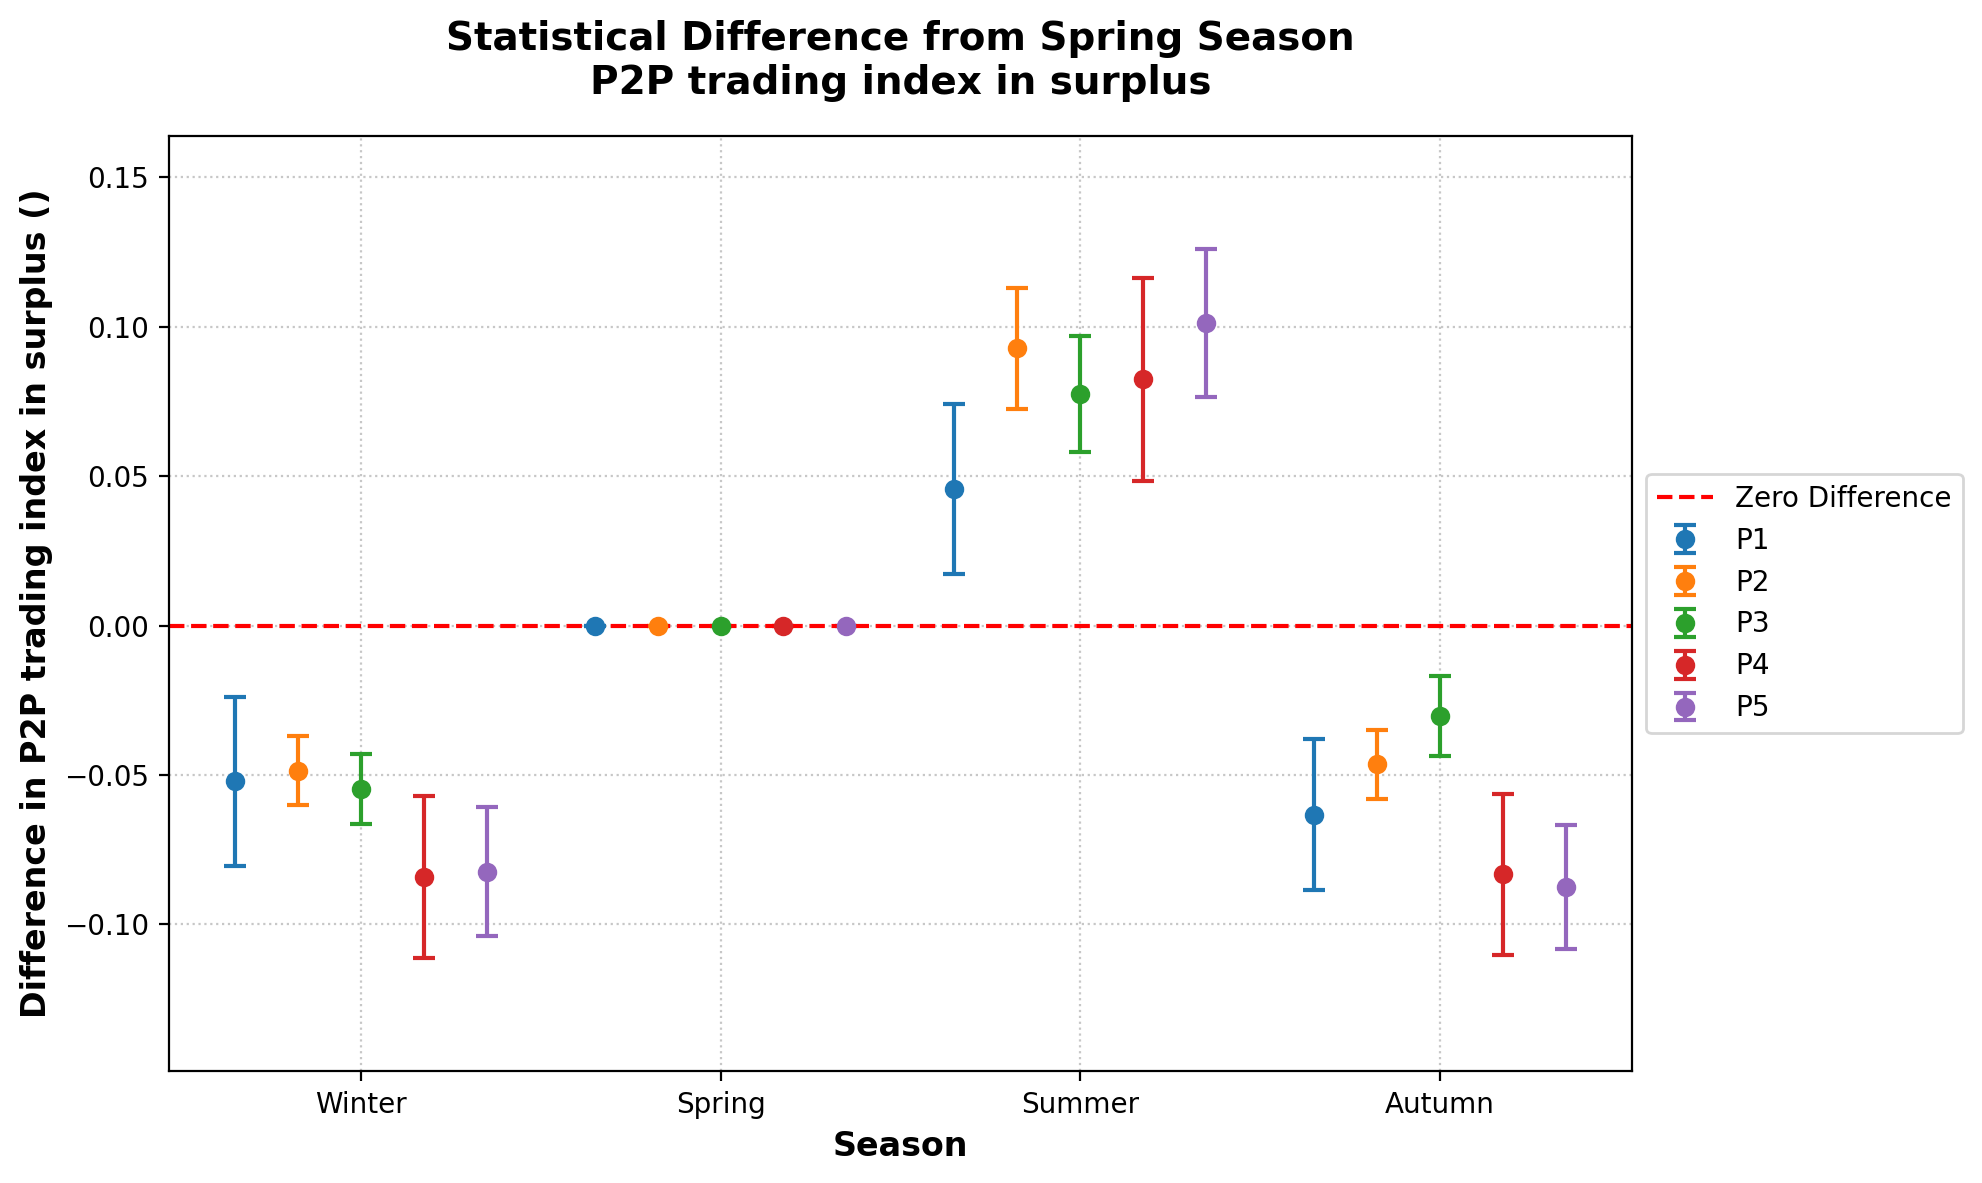 Statistical Difference from Spring Season
P2P trading index in surplus
Difference in P2P trading index in surplus ()
0.15
0.10
0.05
0.00
−0.05
−0.10
Winter
Spring
Summer
Autumn
Season
Zero Difference
P1
P2
P3
P4
P5